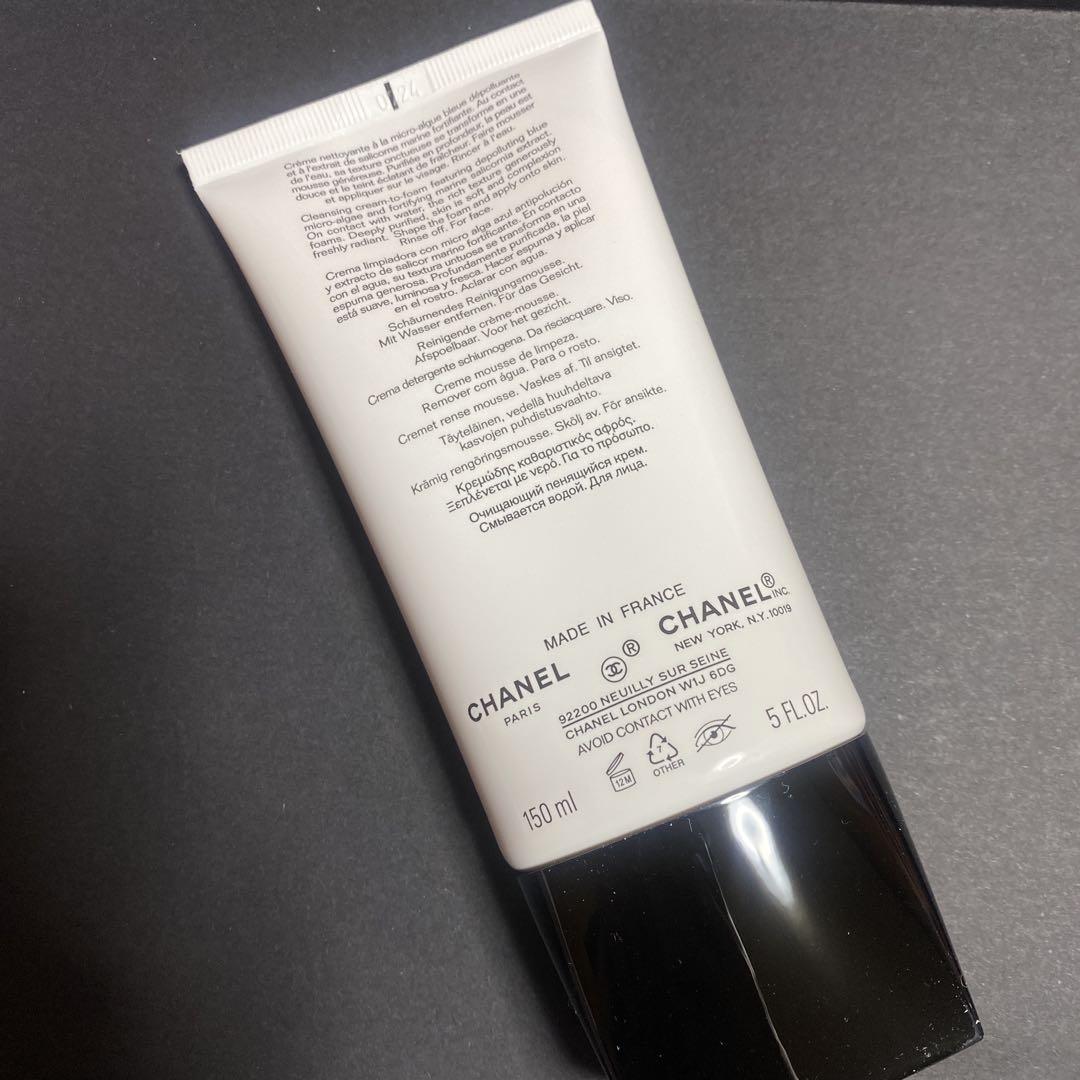 Crème nettoyante à la micro-algue bleue dépolluante
et à l'extrait de salicorne marine fortifiante. Au contact
de l'eau, sa texture onctueuse se transforme en une
mousse généreuse. Purifiée en profondeur, la peau est
douce et le teint éclatant de fraîcheur. Faire mousser
et appliquer sur le visage. Rincer à l'eau.
Cleansing cream-to-foam featuring depolluting blue
micro-algae and fortifying marine salicornia extract.
On contact with water, the rich texture generously
foams. Deeply purified, skin is soft and complexion
freshly radiant. Shape the foam and apply onto skin.
Rinse off. For face.
Crema limpiadora con micro alga azul antipolución
y extracto de salicor marino fortificante. En contacto
con el agua, su textura untuosa se transforma en una
espuma generosa. Profundamente purificada, la piel
está suave, luminosa y fresca. Hacer espuma y aplicar
en el rostro. Aclarar con agua.
Schäumendes Reinigungsmousse.
Mit Wasser entfernen. Für das Gesicht.
Reinigende crème-mousse.
Afspoelbaar. Voor het gezicht.
Crema detergente schiumogena. Da risciacquare. Viso.
Creme mousse de limpeza.
Remover com água. Para o rosto.
Cremet rense mousse. Vaskes af. Til ansigtet.
Täyteläinen, vedellä huuhdeltava
kasvojen puhdistusvaahto.
Krämig rengöringsmousse. Skölj av. För ansikte.
Κρεμώδης καθαριστικός αφρός.
Ξεπλένεται με νερό. Για το πρόσωπο.
Очищающий пенящийся крем.
Смывается водой. Для лица.
MADE IN FRANCE
CHANEL
PARIS
®
CHANEL® INC.
NEW YORK, N.Y. 10019
92200 NEUILLY SUR SEINE
CHANEL LONDON W1J 6DG
AVOID CONTACT WITH EYES
12M
7
OTHER
150 ml
5 FL.OZ.